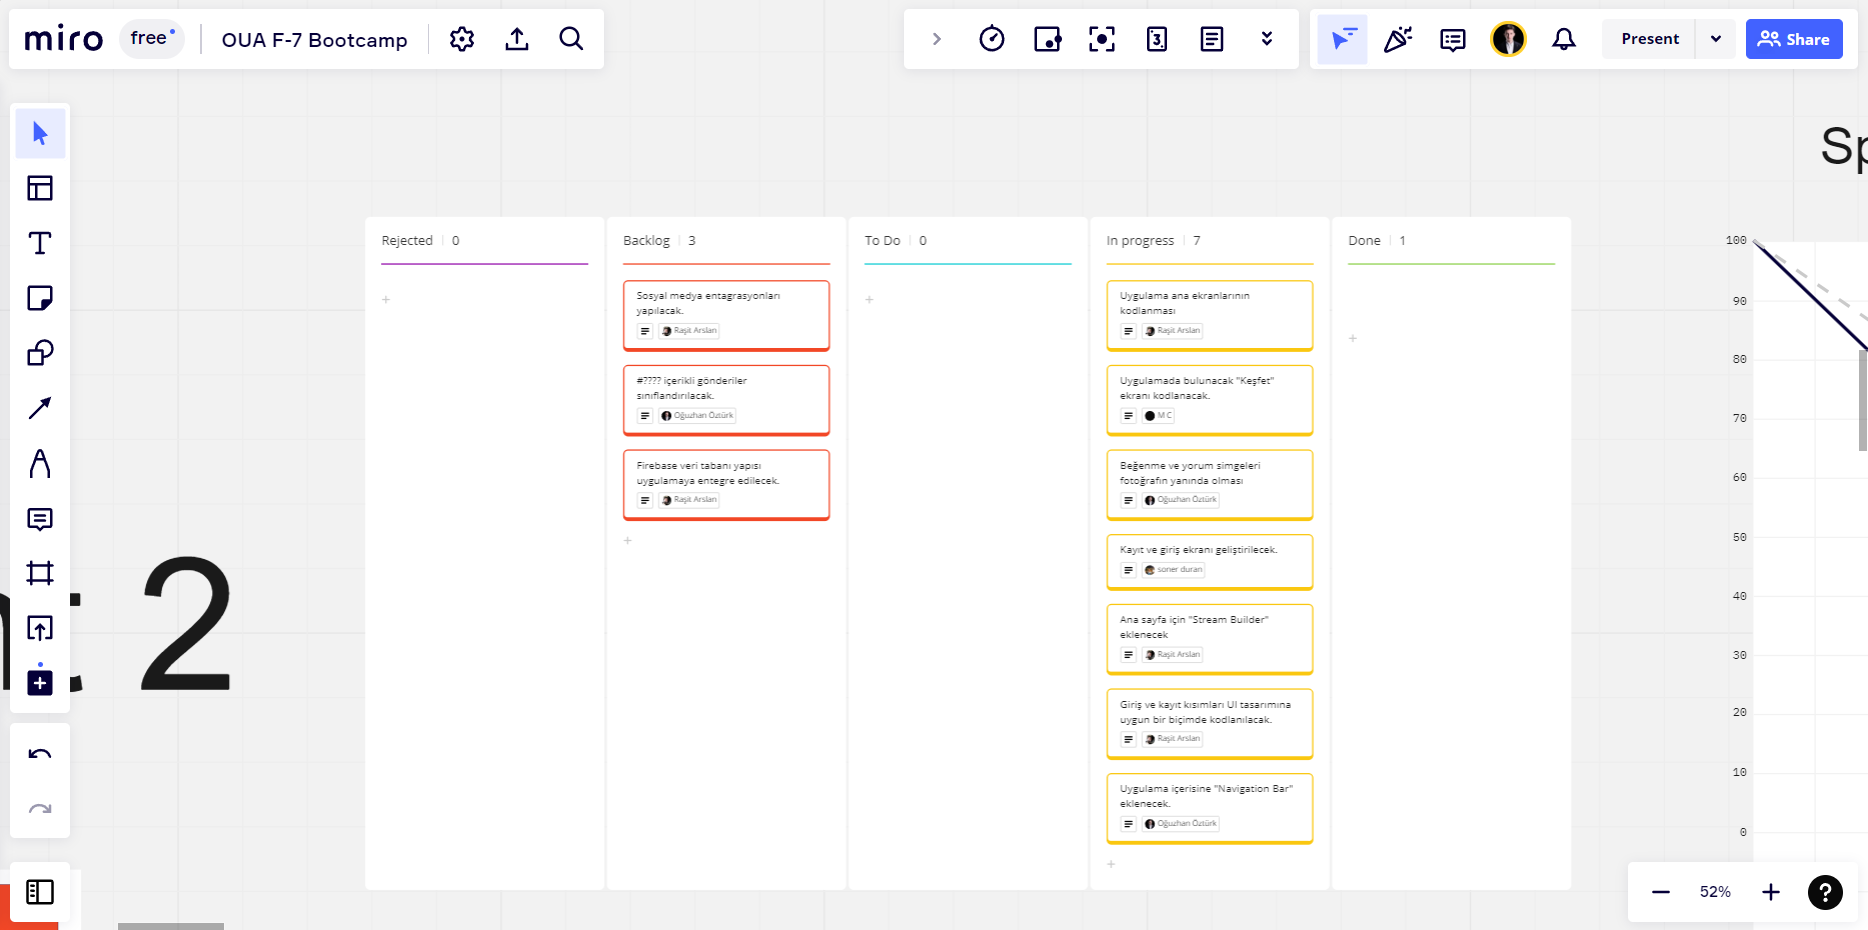 miro
free
OUA F-7 Bootcamp
3
Present
Share
Sp
2
Rejected 0
Backlog 3
To Do 0
In progress 7
Done 1
Sosyal medya entagrasyonları
yapılacak.
Raşit Arslan
#???? içerikli gönderiler
sınıflandırılacak.
Oğuzhan Öztürk
Firebase veri tabanı yapısı
uygulamaya entegre edilecek.
Raşit Arslan
Uygulama ana ekranlarının
kodlanması
Raşit Arslan
Uygulamada bulunacak "Keşfet"
ekranı kodlanacak.
M C
Beğenme ve yorum simgeleri
fotoğrafın yanında olması
Oğuzhan Öztürk
Kayıt ve giriş ekranı geliştirilecek.
soner duran
Ana sayfa için "Stream Builder"
eklenecek
Raşit Arslan
Giriş ve kayıt kısımları UI tasarımına
uygun bir biçimde kodlanılacak.
Raşit Arslan
Uygulama içerisine "Navigation Bar"
eklenecek.
Oğuzhan Öztürk
100
90
80
70
60
50
40
30
20
10
0
52%